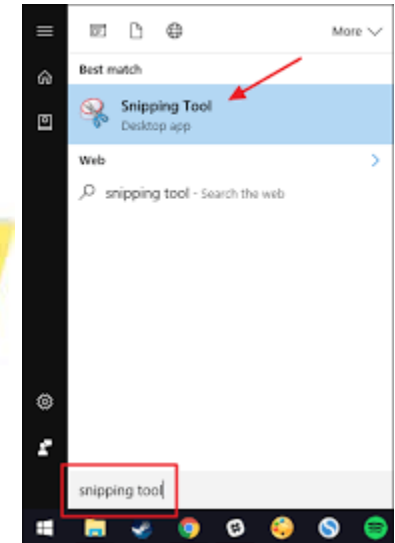 More
Best match
Snipping Tool
Desktop app
Web
snipping tool - Search the web
snipping tool